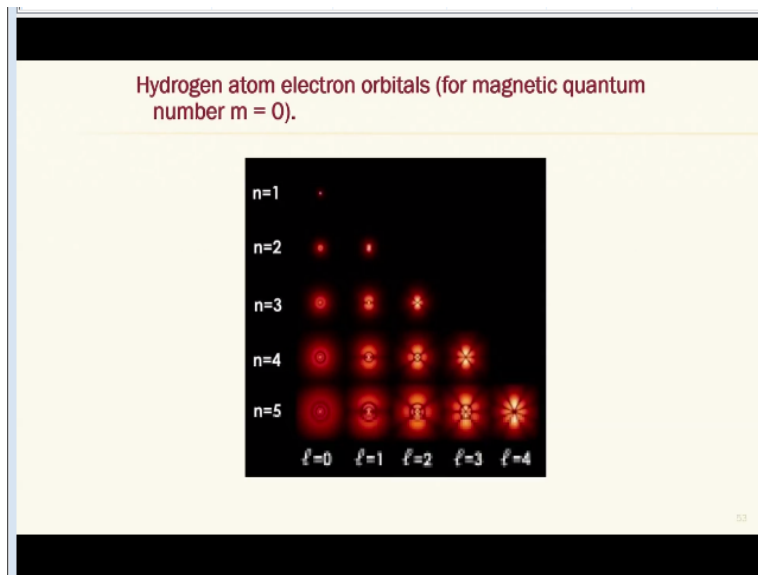 Hydrogen atom electron orbitals (for magnetic quantum
number m = 0).
n=1
n=2
n=3
n=4
n=5
ℓ=0 ℓ=1 ℓ=2 ℓ=3 ℓ=4
53